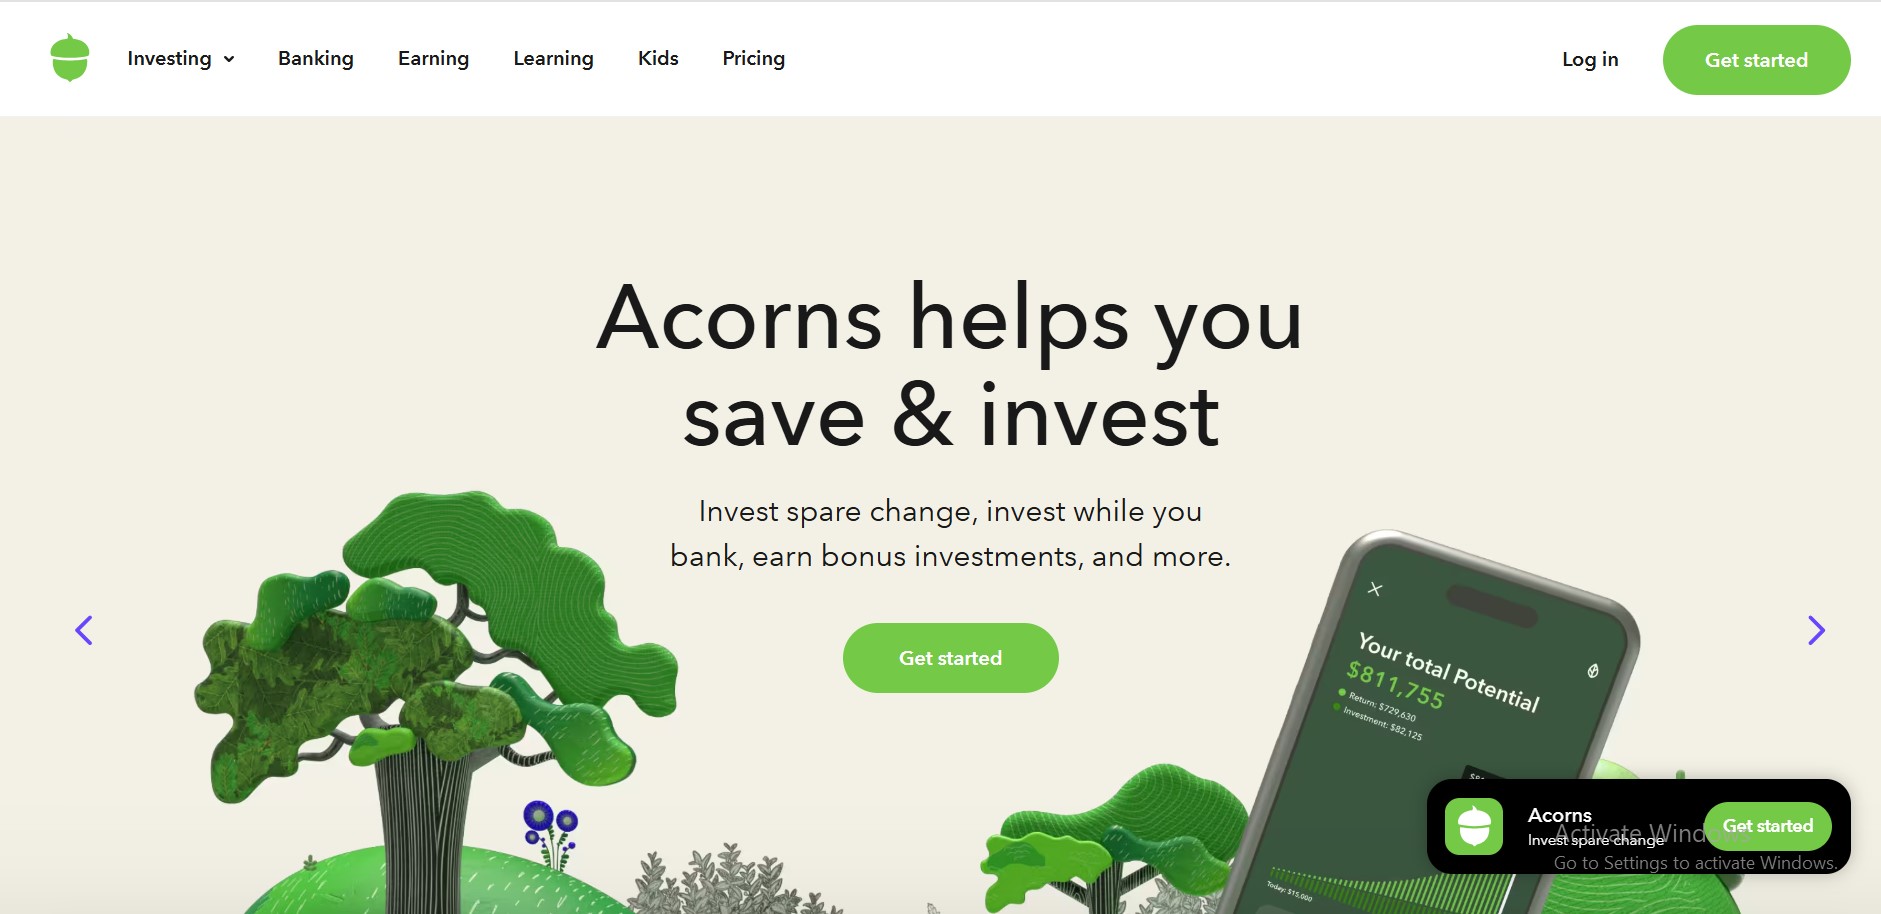 Investing
Banking
Earning
Learning
Kids
Pricing
Log in
Get started
Acorns helps you
save & invest
Invest spare change, invest while you
bank, earn bonus investments, and more.
Get started
Your total Potential
$811,755
Return: $729,630
Investment: $82,125
Today: $15,000
Acorns
Invest spare change
Get started
Activate Windows
Go to Settings to activate Windows.